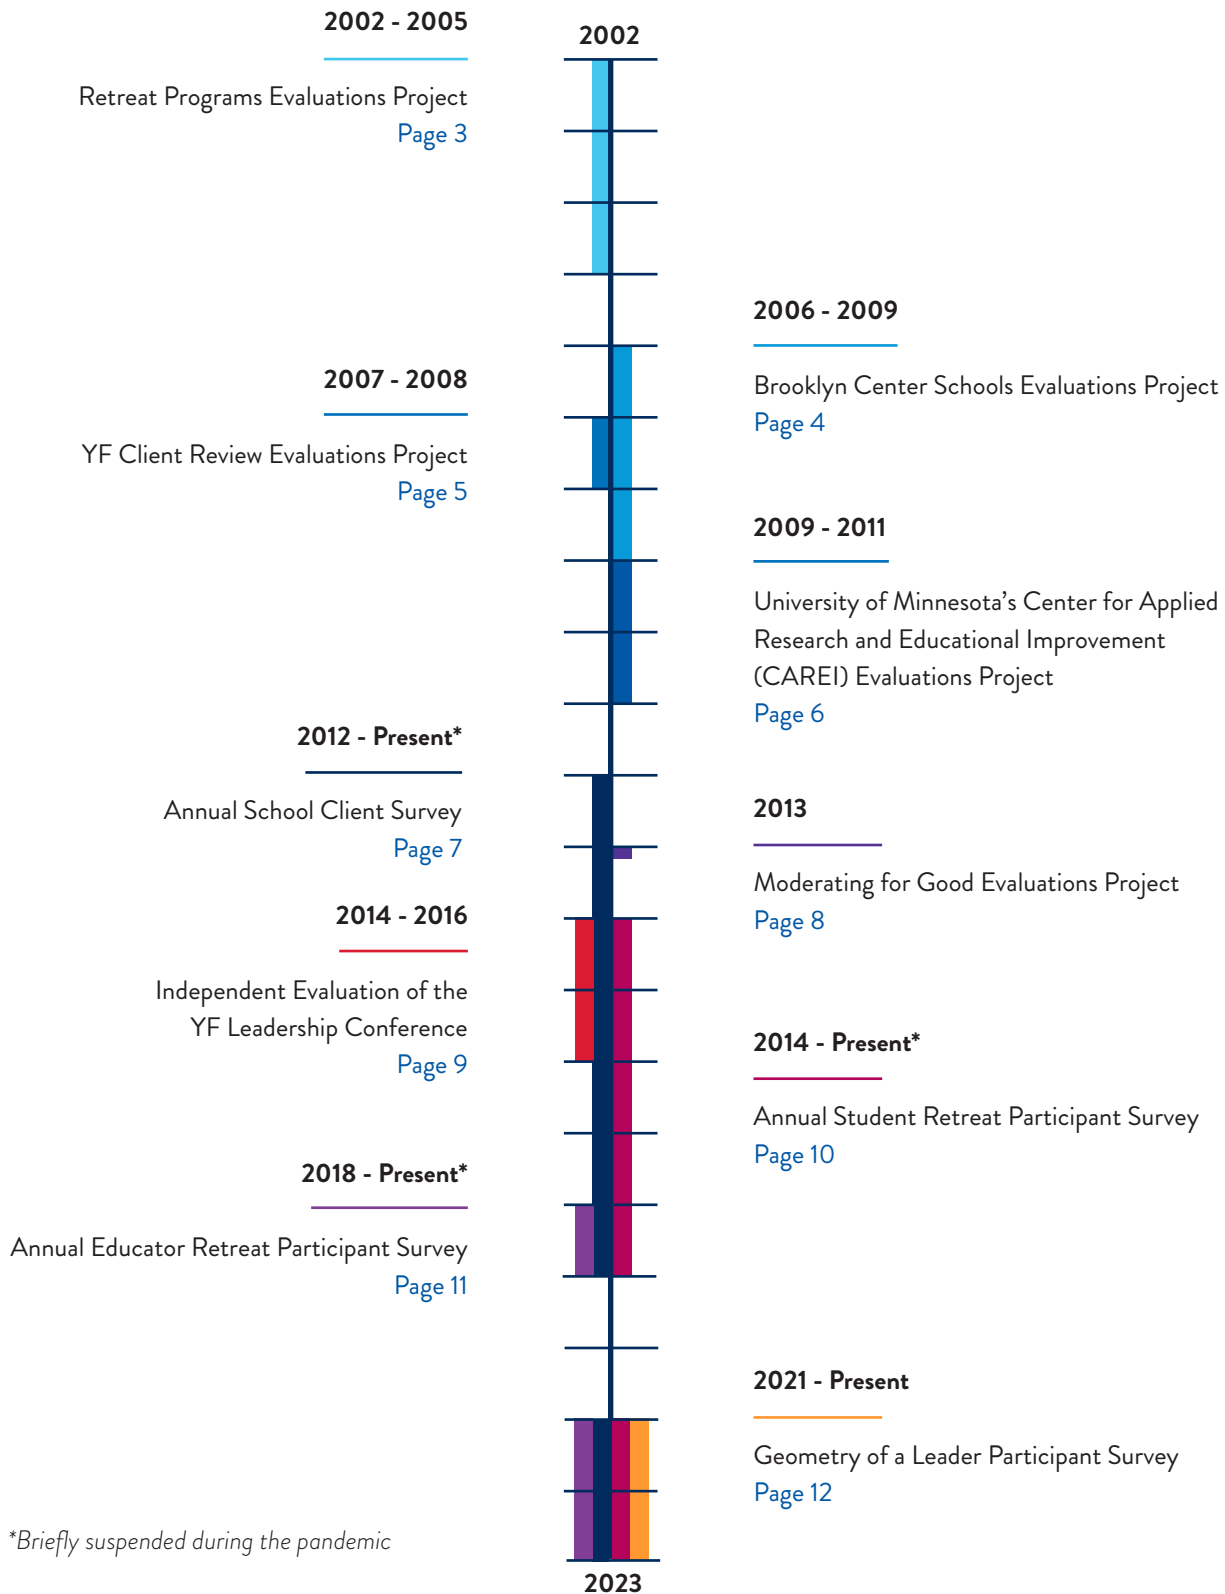 2002 - 2005
2002
Retreat Programs Evaluations Project
Page 3
2006 - 2009
Brooklyn Center Schools Evaluations Project
Page 4
2007 - 2008
YF Client Review Evaluations Project
Page 5
2009 - 2011
University of Minnesota’s Center for Applied
Research and Educational Improvement
(CAREI) Evaluations Project
Page 6
2012 - Present*
Annual School Client Survey
Page 7
2013
Moderating for Good Evaluations Project
Page 8
2014 - 2016
Independent Evaluation of the
YF Leadership Conference
Page 9
2014 - Present*
Annual Student Retreat Participant Survey
Page 10
2018 - Present*
Annual Educator Retreat Participant Survey
Page 11
2021 - Present
Geometry of a Leader Participant Survey
Page 12
*Briefly suspended during the pandemic
2023